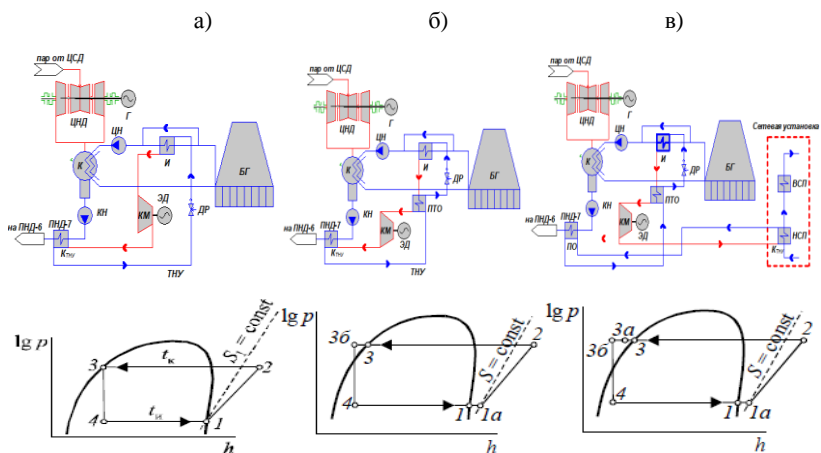 а)
б)
в)
пар от ЦСД
ЦНД
Г
ЦН
И
К
БГ
КН
КМ
ЭД
ДР
на ПНД-6
ПНД-7
КТНУ
ТНУ
пар от ЦСД
ЦНД
Г
ЦН
И
К
БГ
ДР
ПТО
КН
КМ
ЭД
на ПНД-6
ПНД-7
КТНУ
ТНУ
пар от ЦСД
ЦНД
Г
Сетевая установка
ЦН
И
К
БГ
ДР
ВСП
ПТО
КН
КМ
ЭД
на ПНД-6
ПНД-7
ПО
НСП
КТНУ
lg p
S = const
3
tк
2
4
tи
1
h
lg p
S = const
3б
3
2
4
1
1а
h
lg p
S = const
3б
3а
3
2
4
1
1а
h